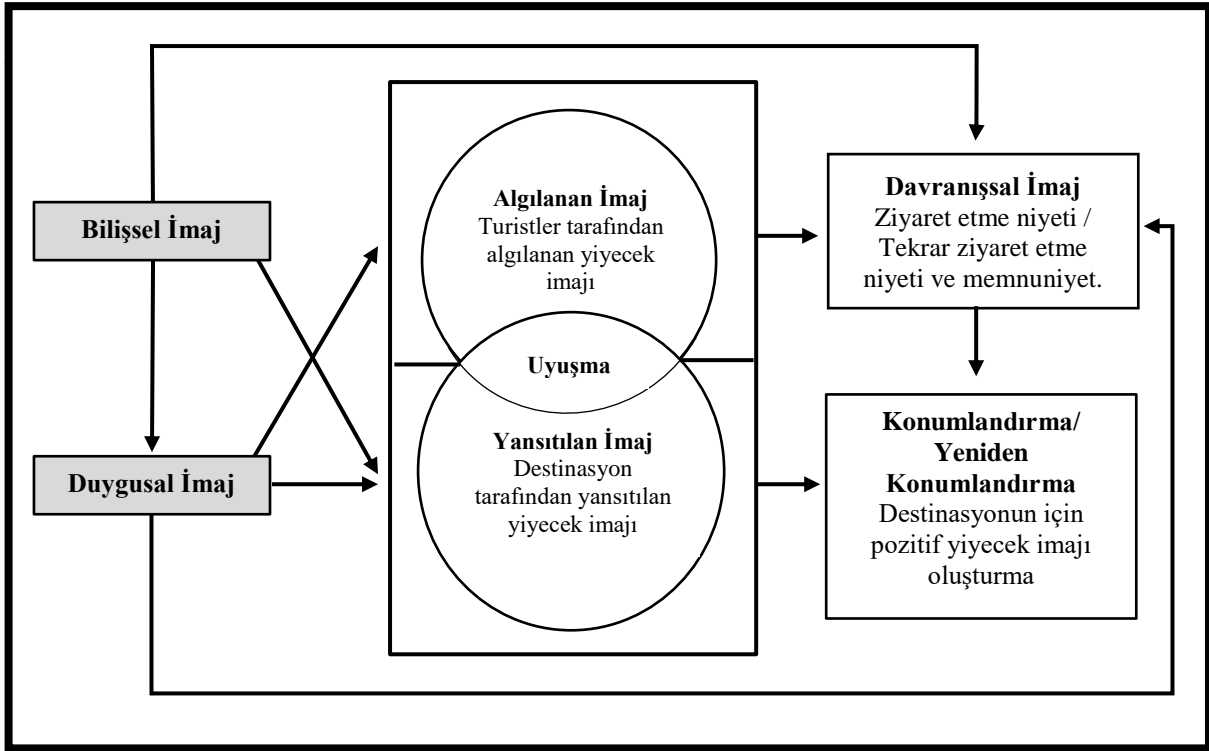 Bilişsel İmaj
Duygusal İmaj
Algılanan İmaj
Turistler tarafından
algılanan yiyecek
imajı
Uyuşma
Yansıtılan İmaj
Destinasyon
tarafından yansıtılan
yiyecek imajı
Davranışsal İmaj
Ziyaret etme niyeti /
Tekrar ziyaret etme
niyeti ve memnuniyet.
Konumlandırma/
Yeniden
Konumlandırma
Destinasyonun için
pozitif yiyecek imajı
oluşturma